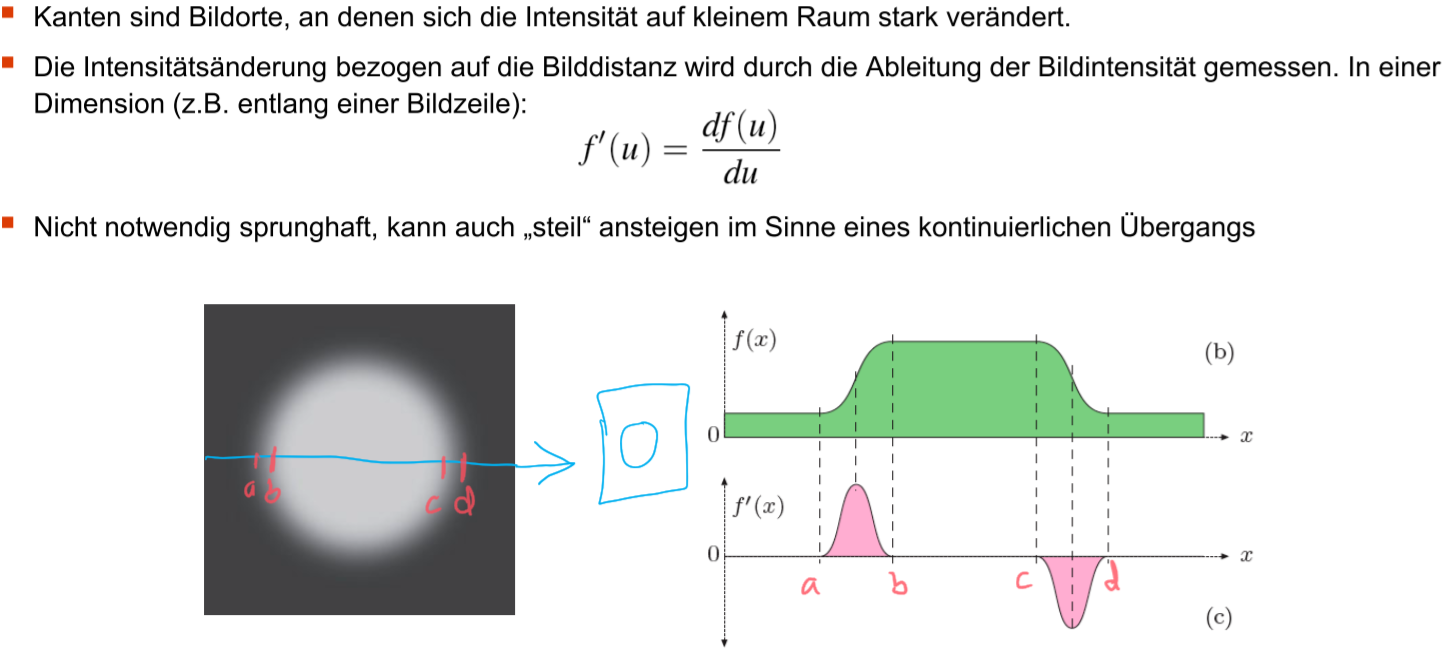 Kanten sind Bildorte, an denen sich die Intensität auf kleinem Raum stark verändert.
Die Intensitätsänderung bezogen auf die Bilddistanz wird durch die Ableitung der Bildintensität gemessen. In einer
Dimension (z.B. entlang einer Bildzeile):
f′(u) = df(u)/du
Nicht notwendig sprunghaft, kann auch „steil“ ansteigen im Sinne eines kontinuierlichen Übergangs
a b c d
f(x)
(b)
0 x
f′(x)
0 x
a b c d
(c)